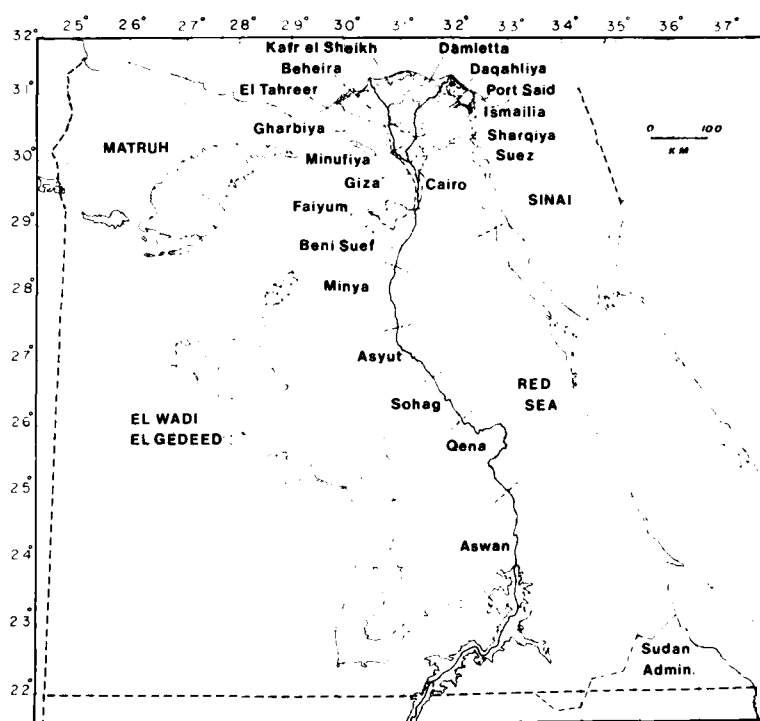 25° 26° 27° 28° 29° 30° 31° 32° 33° 34° 35° 36° 37°
32°
31°
30°
29°
28°
27°
26°
25°
24°
23°
22°
Kafr el Sheikh
Damletta
Beheira
Daqahliya
El Tahreer
Port Said
Ismailia
Gharbiya
Sharqiya
MATRUH
Minufiya
Suez
Giza
Cairo
Faiyum
SINAI
Beni Suef
Minya
Asyut
RED
SEA
Sohag
EL WADI
EL GEDEED
Qena
Aswan
Sudan
Admin.
0 100
KM